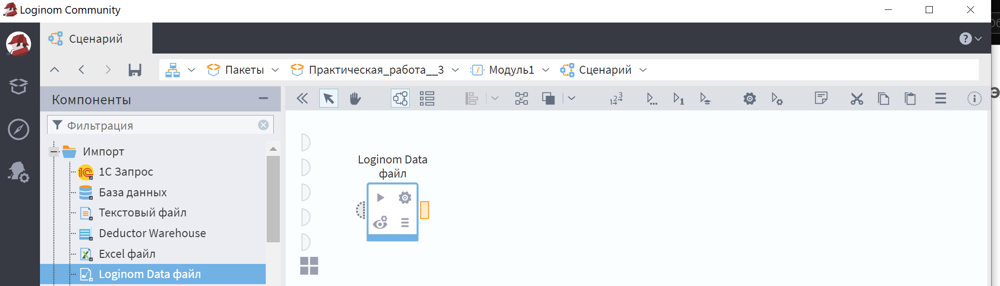 Loginom Community
Сценарий
Пакеты Практическая_работа__3 Модуль1 Сценарий
Компоненты
Фильтрация
Импорт
1С Запрос
База данных
Текстовый файл
Deductor Warehouse
Excel файл
Loginom Data файл
Loginom Data
файл